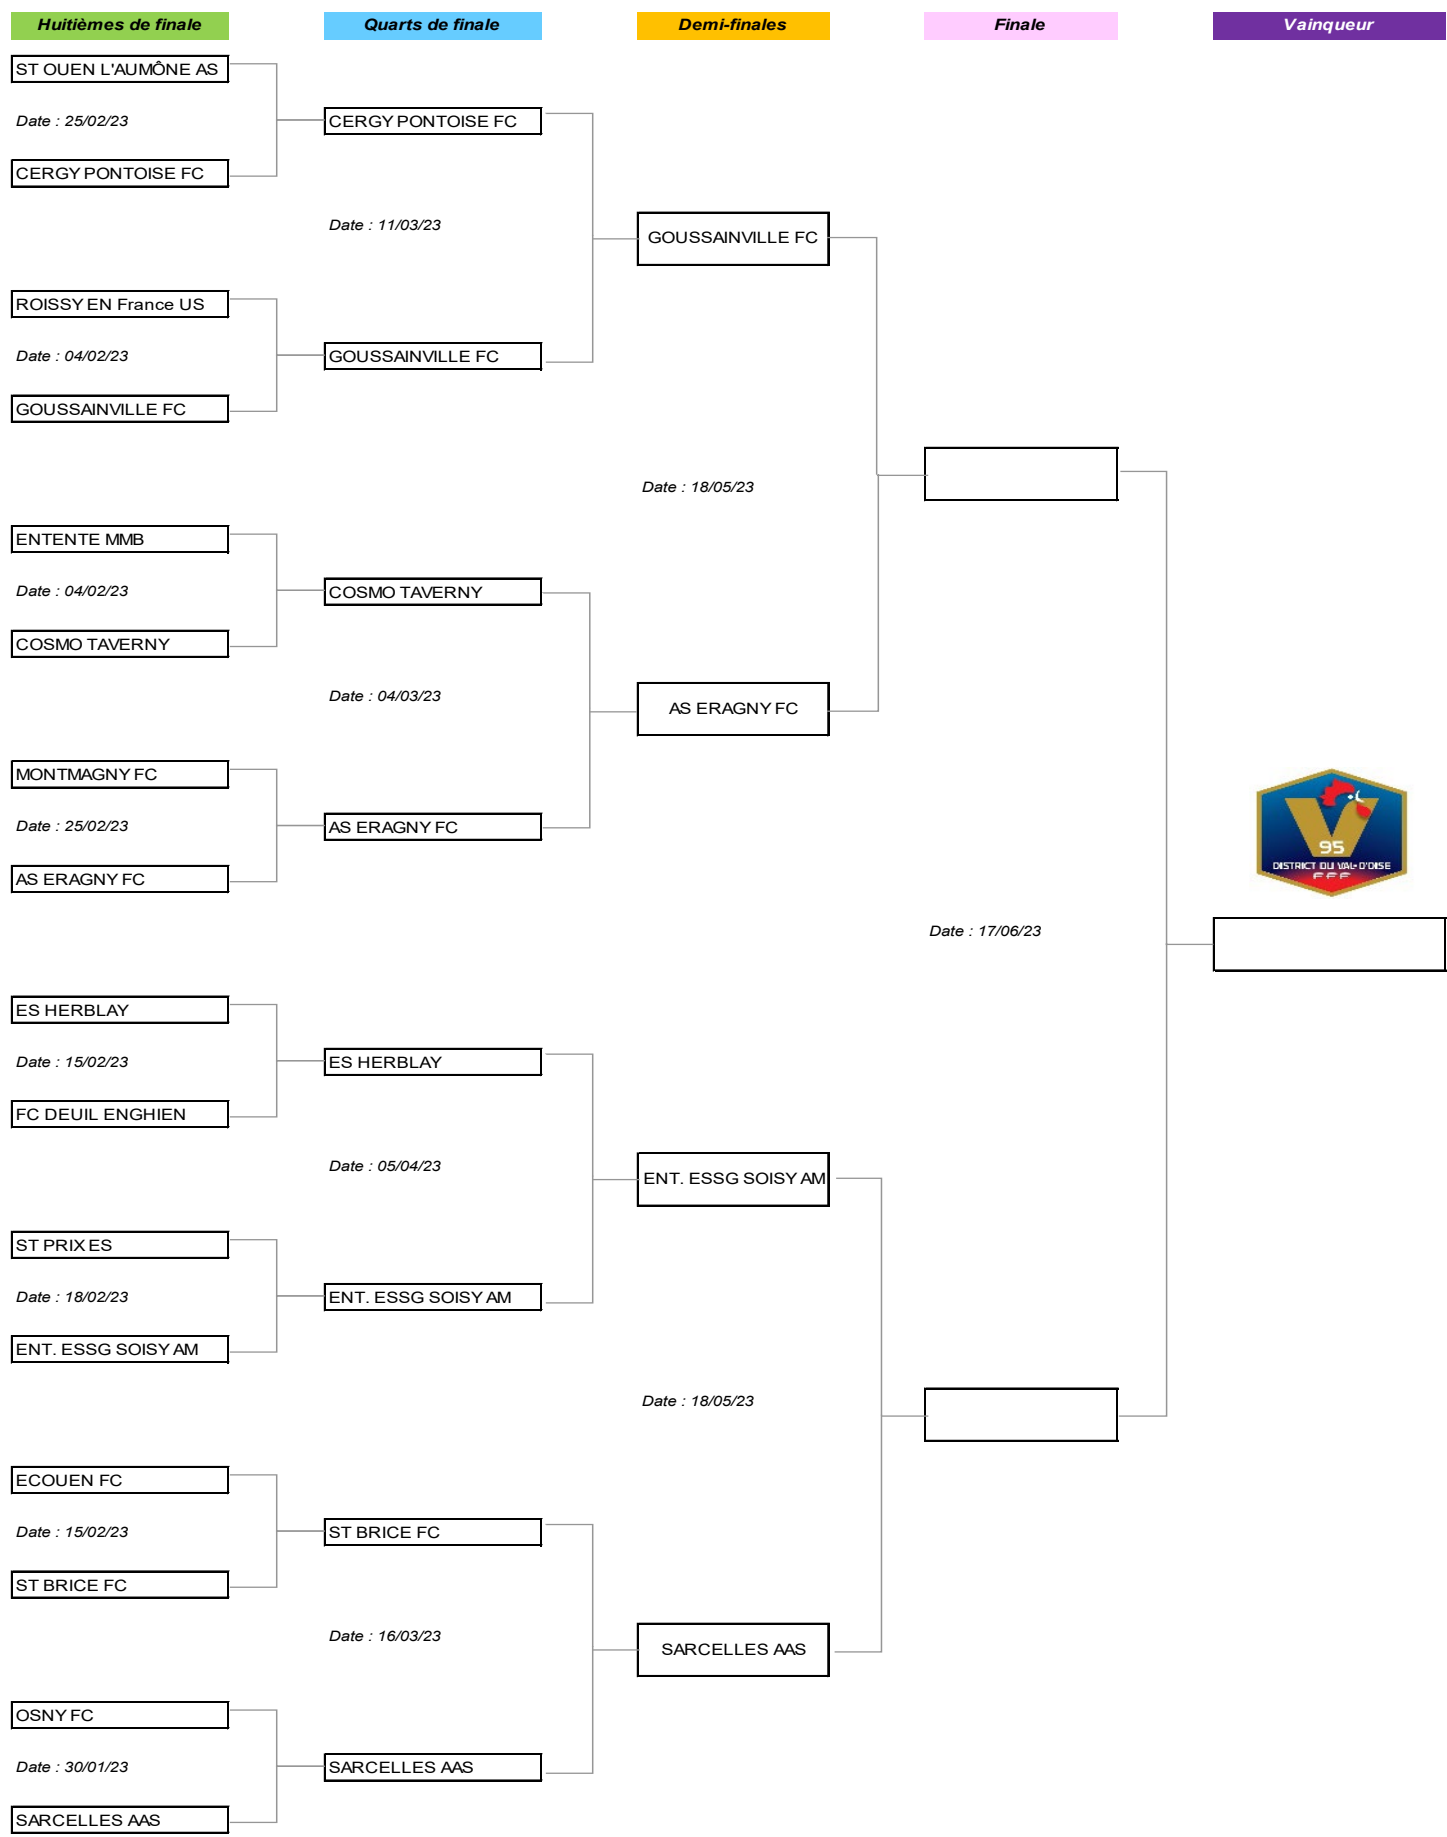 Huitièmes de finale
Quarts de finale
Demi-finales
Finale
Vainqueur
ST OUEN L'AUMÔNE AS
Date : 25/02/23
CERGY PONTOISE FC
CERGY PONTOISE FC
Date : 11/03/23
GOUSSAINVILLE FC
ROISSY EN France US
Date : 04/02/23
GOUSSAINVILLE FC
GOUSSAINVILLE FC
Date : 18/05/23
ENTENTE MMB
Date : 04/02/23
COSMO TAVERNY
COSMO TAVERNY
Date : 04/03/23
AS ERAGNY FC
MONTMAGNY FC
Date : 25/02/23
AS ERAGNY FC
AS ERAGNY FC
95
DISTRICT DU VAL-D'OISE
FFF
Date : 17/06/23
ES HERBLAY
Date : 15/02/23
FC DEUIL ENGHIEN
ES HERBLAY
Date : 05/04/23
ENT. ESSG SOISY AM
ST PRIX ES
Date : 18/02/23
ENT. ESSG SOISY AM
ENT. ESSG SOISY AM
Date : 18/05/23
ECOUEN FC
Date : 15/02/23
ST BRICE FC
ST BRICE FC
Date : 16/03/23
SARCELLES AAS
OSNY FC
Date : 30/01/23
SARCELLES AAS
SARCELLES AAS